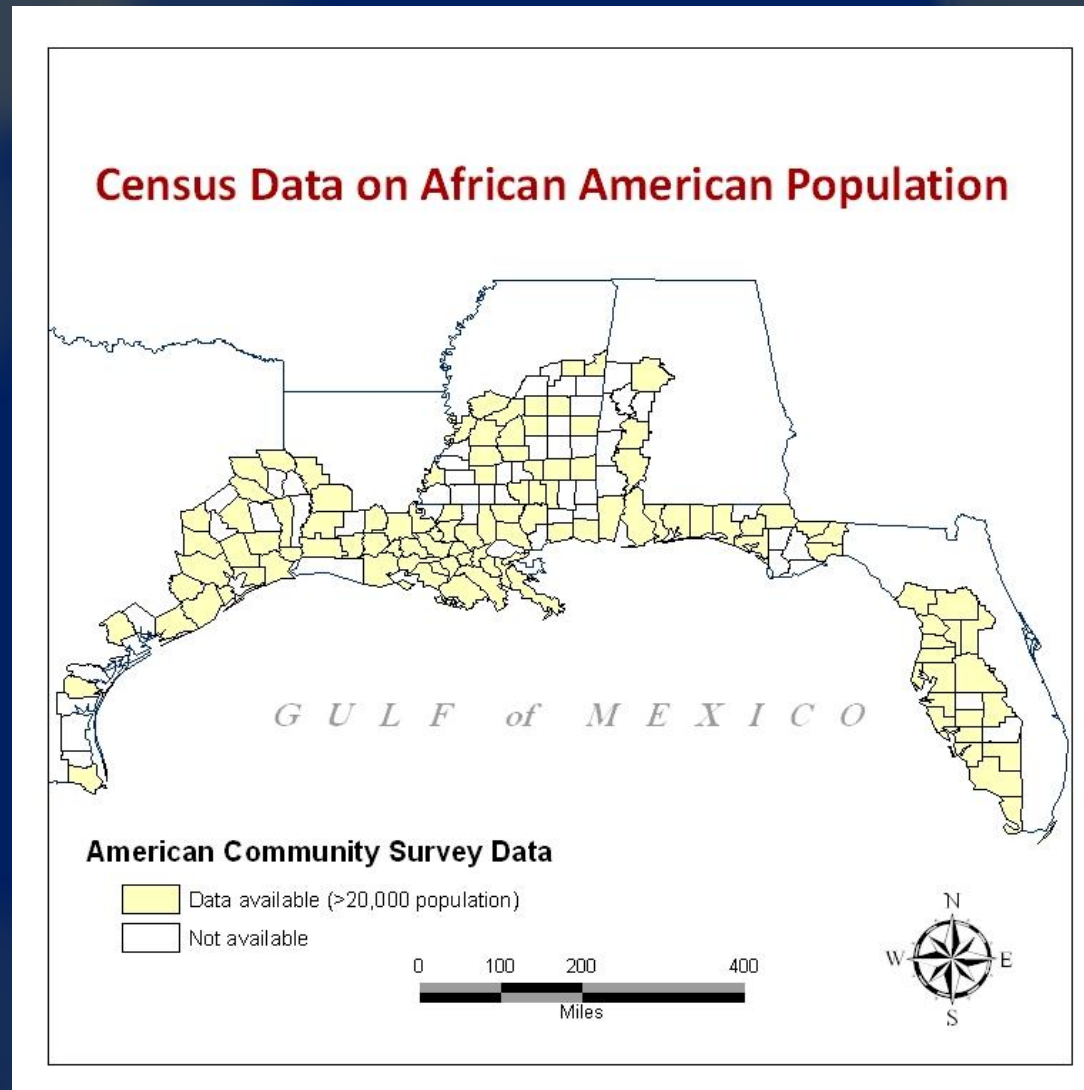 Census Data on African American Population
GULF of MEXICO
American Community Survey Data
Data available (>20,000 population)
Not available
0 100 200 400
Miles
N
W E
S